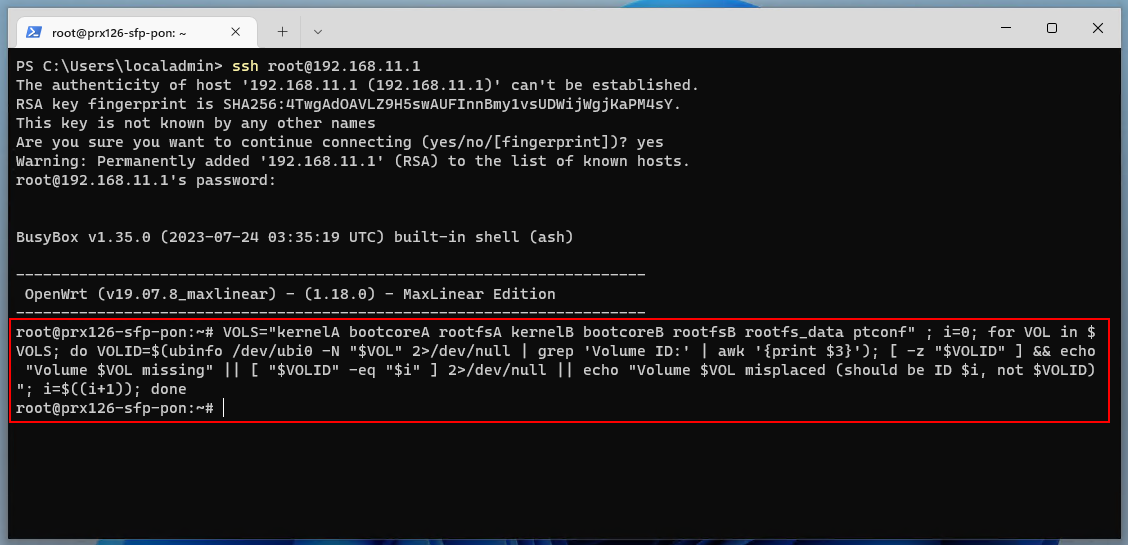 root@prx126-sfp-pon: ~
PS C:\Users\localadmin> ssh root@192.168.11.1
The authenticity of host '192.168.11.1 (192.168.11.1)' can't be established.
RSA key fingerprint is SHA256:4TwgAdOAVLZ9H5swAUFInnBmy1vsUDWijWgjKaPM4sY.
This key is not known by any other names
Are you sure you want to continue connecting (yes/no/[fingerprint])? yes
Warning: Permanently added '192.168.11.1' (RSA) to the list of known hosts.
root@192.168.11.1's password:
BusyBox v1.35.0 (2023-07-24 03:35:19 UTC) built-in shell (ash)
----------------------------------------------------------------------
OpenWrt (v19.07.8_maxlinear) - (1.18.0) - MaxLinear Edition
----------------------------------------------------------------------
root@prx126-sfp-pon:~# VOLS="kernelA bootcoreA rootfsA kernelB bootcoreB rootfsB rootfs_data ptconf" ; i=0; for VOL in $
VOLS; do VOLID=$(ubinfo /dev/ubi0 -N "$VOL" 2>/dev/null | grep 'Volume ID:' | awk '{print $3}'); [ -z "$VOLID" ] && echo
"Volume $VOL missing" || [ "$VOLID" -eq "$i" ] 2>/dev/null || echo "Volume $VOL misplaced (should be ID $i, not $VOLID)
"; i=$((i+1)); done
root@prx126-sfp-pon:~#